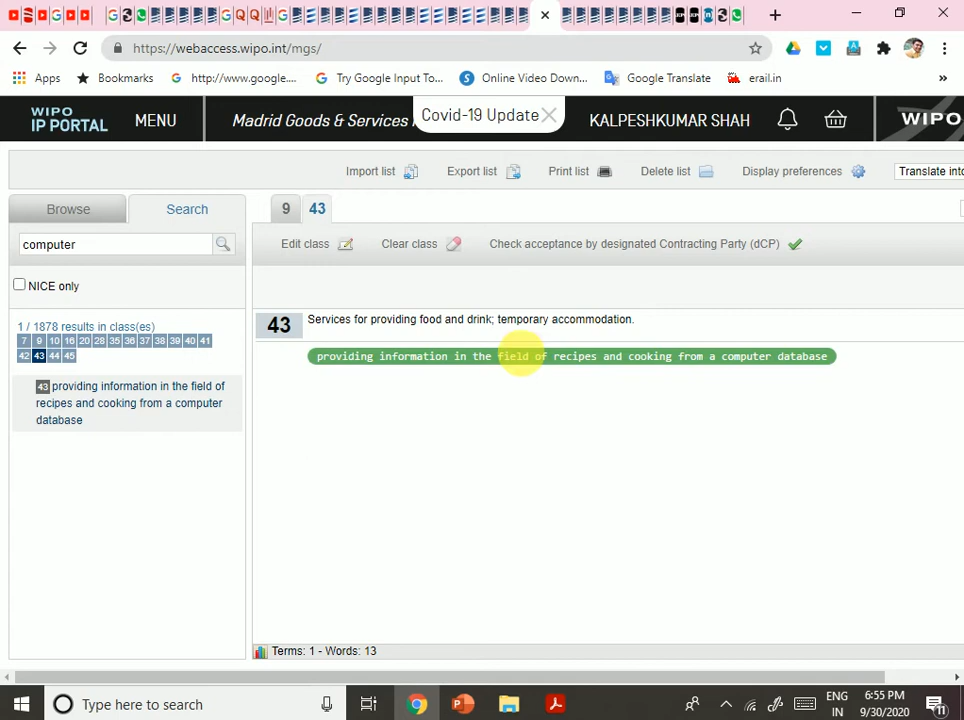 https://webaccess.wipo.int/mgs/
Apps Bookmarks http://www.google.... Try Google Input To... Online Video Down... Google Translate erail.in »
WIPO
IP PORTAL
MENU
Madrid Goods & Services
Covid-19 Update
KALPESHKUMAR SHAH
WIPO
Import list Export list Print list Delete list Display preferences Translate into
Browse Search 9 43
computer
Edit class Clear class Check acceptance by designated Contracting Party (dCP)
NICE only
1 / 1878 results in class(es)
7 9 10 16 20 28 35 36 37 38 39 40 41
42 43 44 45
43 providing information in the field of
recipes and cooking from a computer
database
43 Services for providing food and drink; temporary accommodation.
providing information in the field of recipes and cooking from a computer database
Terms: 1 - Words: 13
Type here to search
ENG
IN
6:55 PM
9/30/2020
11